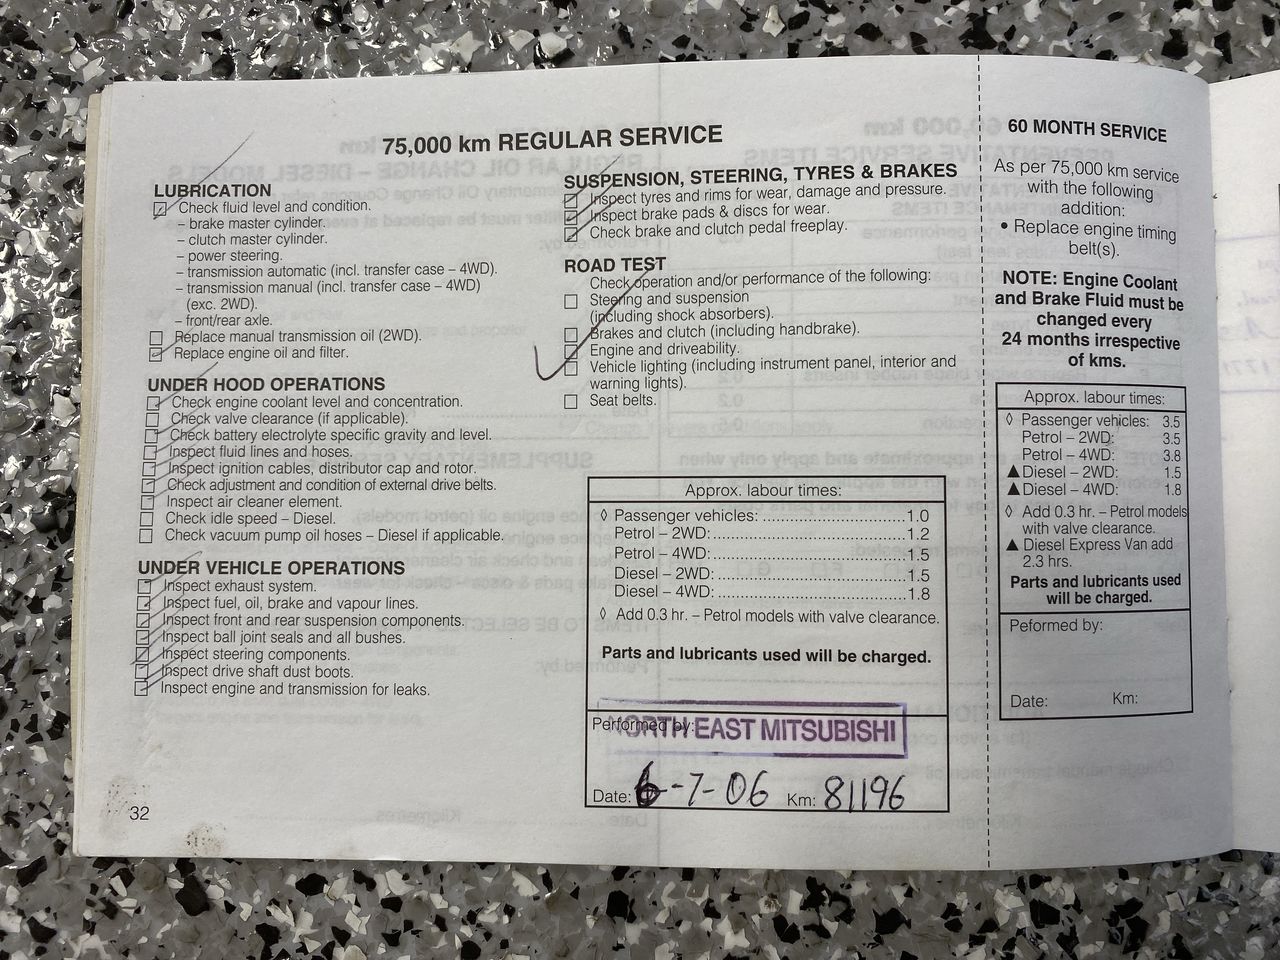 75,000 km REGULAR SERVICE
LUBRICATION
Check fluid level and condition.
– brake master cylinder.
– clutch master cylinder.
– power steering.
– transmission automatic (incl. transfer case – 4WD).
– transmission manual (incl. transfer case – 4WD)
(exc. 2WD).
– front/rear axle.
Replace manual transmission oil (2WD).
Replace engine oil and filter.
UNDER HOOD OPERATIONS
Check engine coolant level and concentration.
Check valve clearance (if applicable).
Check battery electrolyte specific gravity and level.
Inspect fluid lines and hoses.
Inspect ignition cables, distributor cap and rotor.
Check adjustment and condition of external drive belts.
Inspect air cleaner element.
Check idle speed – Diesel.
Check vacuum pump oil hoses – Diesel if applicable.
UNDER VEHICLE OPERATIONS
Inspect exhaust system.
Inspect fuel, oil, brake and vapour lines.
Inspect front and rear suspension components.
Inspect ball joint seals and all bushes.
Inspect steering components.
Inspect drive shaft dust boots.
Inspect engine and transmission for leaks.
32
SUSPENSION, STEERING, TYRES & BRAKES
Inspect tyres and rims for wear, damage and pressure.
Inspect brake pads & discs for wear.
Check brake and clutch pedal freeplay.
ROAD TEST
Check operation and/or performance of the following:
Steering and suspension
(including shock absorbers).
Brakes and clutch (including handbrake).
Engine and driveability.
Vehicle lighting (including instrument panel, interior and
warning lights).
Seat belts.
Approx. labour times:
◊ Passenger vehicles: ..................................1.0
Petrol – 2WD:..............................................1.2
Petrol – 4WD:..............................................1.5
Diesel – 2WD:.............................................1.5
Diesel – 4WD:.............................................1.8
◊ Add 0.3 hr. – Petrol models with valve clearance.
Parts and lubricants used will be charged.
Performed by:
NORTH EAST MITSUBISHI
Date: 6-7-06 Km: 81196
60 MONTH SERVICE
As per 75,000 km service
with the following
addition:
• Replace engine timing
belt(s).
NOTE: Engine Coolant
and Brake Fluid must be
changed every
24 months irrespective
of kms.
Approx. labour times:
◊ Passenger vehicles: 3.5
Petrol – 2WD: 3.5
Petrol – 4WD: 3.8
▲ Diesel – 2WD: 1.5
▲ Diesel – 4WD: 1.8
◊ Add 0.3 hr. – Petrol models
with valve clearance.
▲ Diesel Express Van add
2.3 hrs.
Parts and lubricants used
will be charged.
Peformed by:
Date: Km: